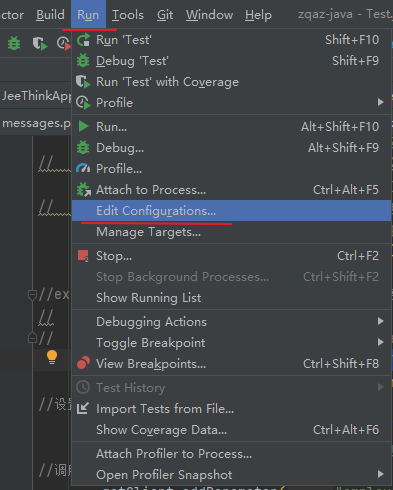 ctor Build Run Tools Git Window Help zqaz-java - Test.
Run 'Test' Shift+F10
Debug 'Test' Shift+F9
Run 'Test' with Coverage
JeeThinkApp
Profile
messages.p
Run... Alt+Shift+F10
Debug... Alt+Shift+F9
//
Profile...
Attach to Process... Ctrl+Alt+F5
//
Edit Configurations...
Manage Targets...
Stop... Ctrl+F2
Stop Background Processes... Ctrl+Shift+F2
//ex
Show Running List
//
Debugging Actions
//
Toggle Breakpoint
View Breakpoints... Ctrl+Shift+F8
Test History
//设
Import Tests from File...
Show Coverage Data... Ctrl+Alt+F6
Attach Profiler to Process...
//调
Open Profiler Snapshot